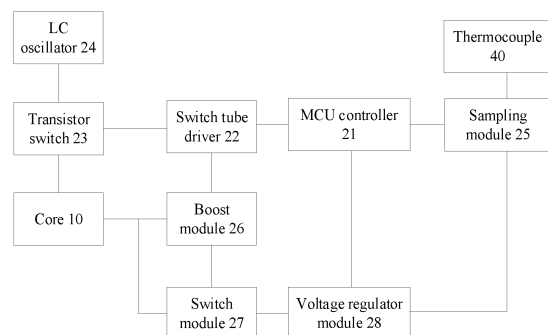 LC
oscillator 24
Thermocouple
40
Transistor
switch 23
Switch tube
driver 22
MCU controller
21
Sampling
module 25
Core 10
Boost
module 26
Switch
module 27
Voltage regulator
module 28